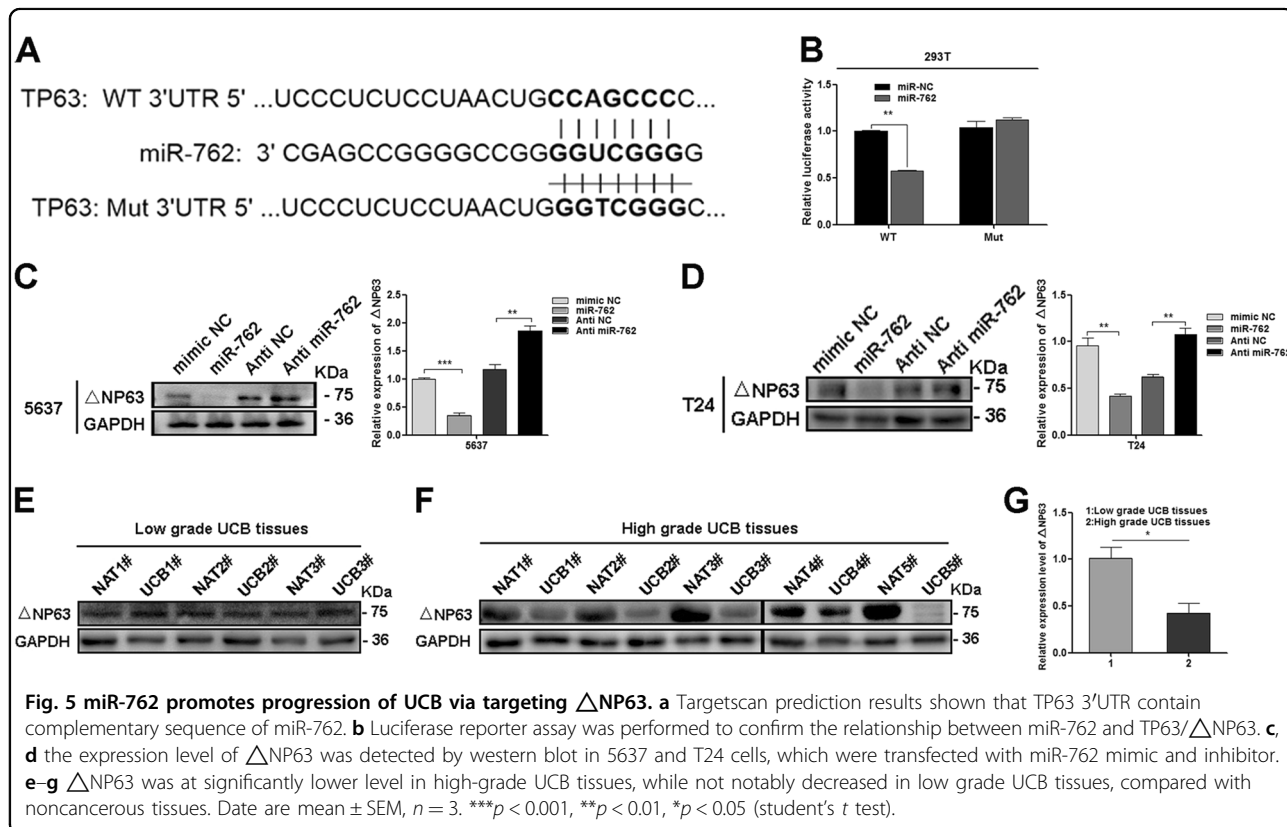 A
TP63: WT 3'UTR 5' ...UCCCUCUCCUAACUGCCAGCCCC...
miR-762: 3' CGAGCCGGGGCCGGGGUCGGGG
TP63: Mut 3'UTR 5' ...UCCCUCUCCUAACUGGGTCGGGC...
B
293T
miR-NC
miR-762
**
Relative luciferase activity
1.5
1.0
0.5
0.0
WT Mut
C
mimic NC miR-762 Anti NC Anti miR-762
KDa
5637
△NP63 - 75
GAPDH - 36
Relative expression of △NP63
2.5
2.0
1.5
1.0
0.5
0.0
*** **
mimic NC
miR-762
Anti NC
Anti miR-762
5637
D
mimic NC miR-762 Anti NC Anti miR-762
KDa
T24
△NP63 - 75
GAPDH - 36
Relative expression of △NP63
1.5
1.0
0.5
0.0
** **
mimic NC
miR-762
Anti NC
Anti miR-762
T24
E
Low grade UCB tissues
NAT1# UCB1# NAT2# UCB2# NAT3# UCB3#
KDa
△NP63 - 75
GAPDH - 36
F
High grade UCB tissues
NAT1# UCB1# NAT2# UCB2# NAT3# UCB3# NAT4# UCB4# NAT5# UCB5#
KDa
△NP63 - 75
GAPDH - 36
G
Relative expression level of △NP63
1.5
1.0
0.5
0.0
1:Low grade UCB tissues
2:High grade UCB tissues
*
1 2
Fig. 5 miR-762 promotes progression of UCB via targeting △NP63. a Targetscan prediction results shown that TP63 3′UTR contain
complementary sequence of miR-762. b Luciferase reporter assay was performed to confirm the relationship between miR-762 and TP63/△NP63. c,
d the expression level of △NP63 was detected by western blot in 5637 and T24 cells, which were transfected with miR-762 mimic and inhibitor.
e–g △NP63 was at significantly lower level in high-grade UCB tissues, while not notably decreased in low grade UCB tissues, compared with
noncancerous tissues. Date are mean ± SEM, n = 3. ***p < 0.001, **p < 0.01, *p < 0.05 (student's t test).